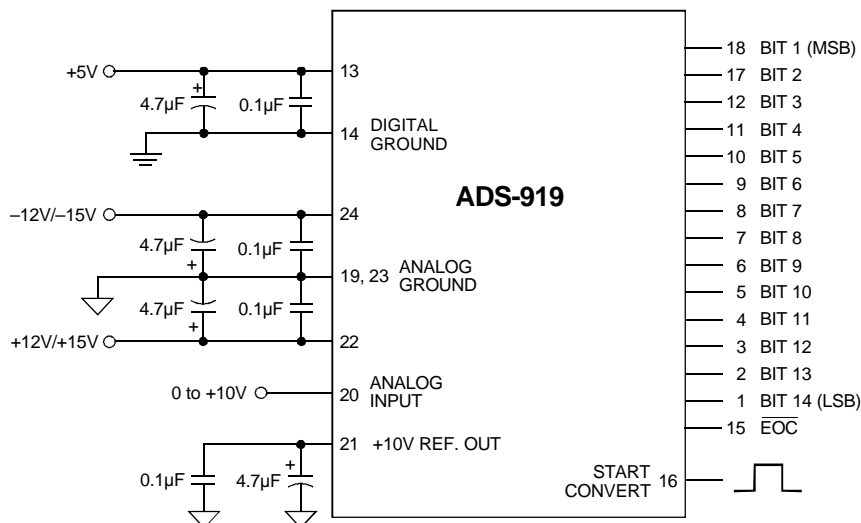 +5V
+
4.7µF
0.1µF
13
14 DIGITAL
GROUND
–12V/–15V
24
4.7µF
+
0.1µF
19, 23 ANALOG
GROUND
4.7µF
+
0.1µF
+12V/+15V
22
0 to +10V
20 ANALOG
INPUT
21 +10V REF. OUT
0.1µF
4.7µF
+
ADS-919
18 BIT 1 (MSB)
17 BIT 2
12 BIT 3
11 BIT 4
10 BIT 5
9 BIT 6
8 BIT 7
7 BIT 8
6 BIT 9
5 BIT 10
4 BIT 11
3 BIT 12
2 BIT 13
1 BIT 14 (LSB)
15 EOC
START
CONVERT 16